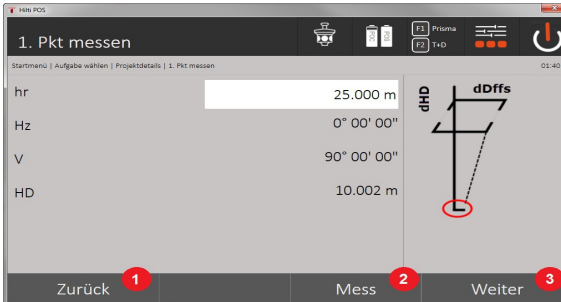 Hilti POS
1. Pkt messen
POC
POS
F1 Prisma
F2 T+D
Startmenü | Aufgabe wählen | Projektdetails | 1. Pkt messen
01:40
hr
25.000 m
Hz
0° 00' 00"
V
90° 00' 00"
HD
10.002 m
dHD
dDffs
Zurück
1
Mess
2
Weiter
3